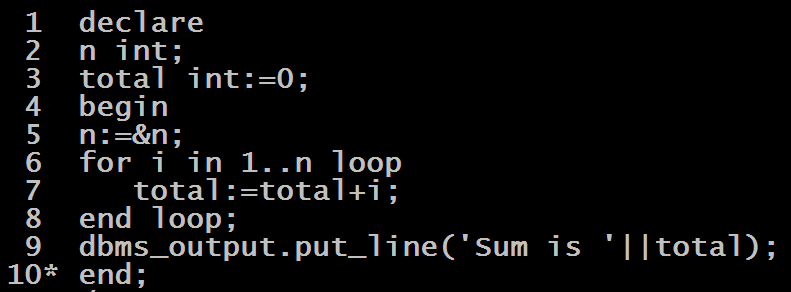 1 declare
2 n int;
3 total int:=0;
4 begin
5 n:=&n;
6 for i in 1..n loop
7    total:=total+i;
8 end loop;
9 dbms_output.put_line('Sum is '||total);
10* end;